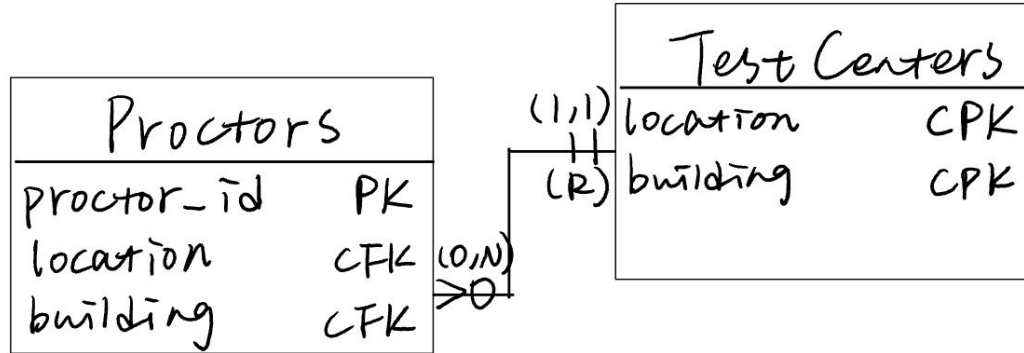 Proctors
proctor_id PK
location CFK
building CFK
(0,N)
(1,1)
(R)
Test Centers
location CPK
building CPK